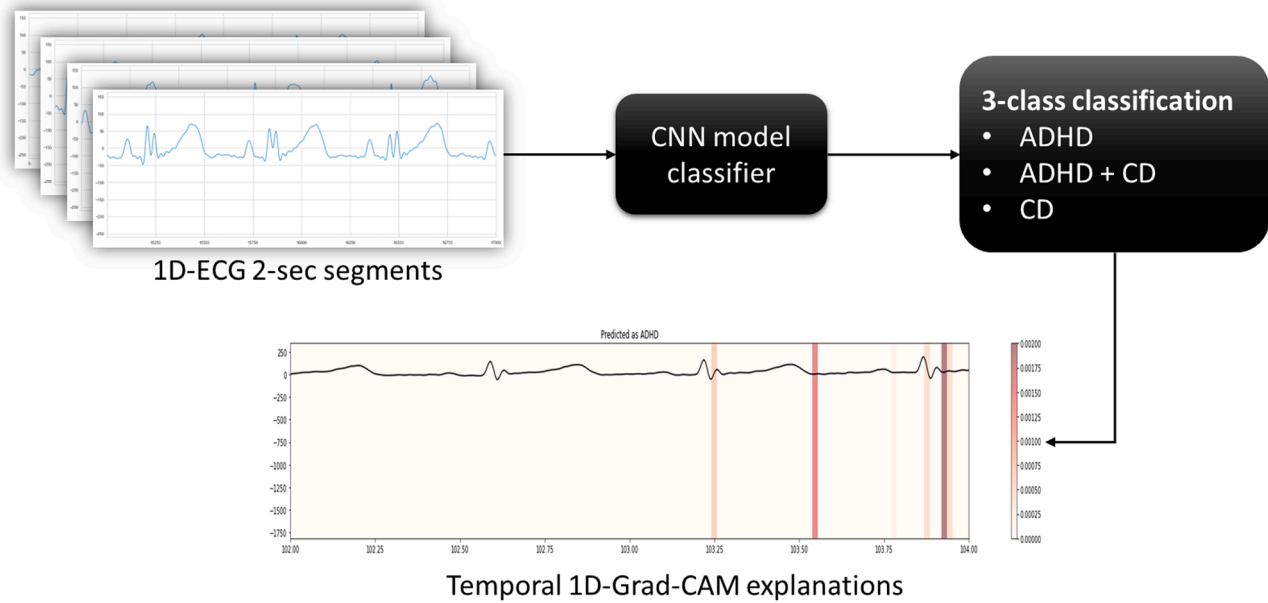 1D-ECG 2-sec segments
CNN model
classifier
3-class classification
• ADHD
• ADHD + CD
• CD
Predicted as ADHD
250
0
−250
−500
−750
−1000
−1250
−1500
−1750
102.00 102.25 102.50 102.75 103.00 103.25 103.50 103.75 104.00
0.00200
0.00175
0.00150
0.00125
0.00100
0.00075
0.00050
0.00025
0.00000
Temporal 1D-Grad-CAM explanations